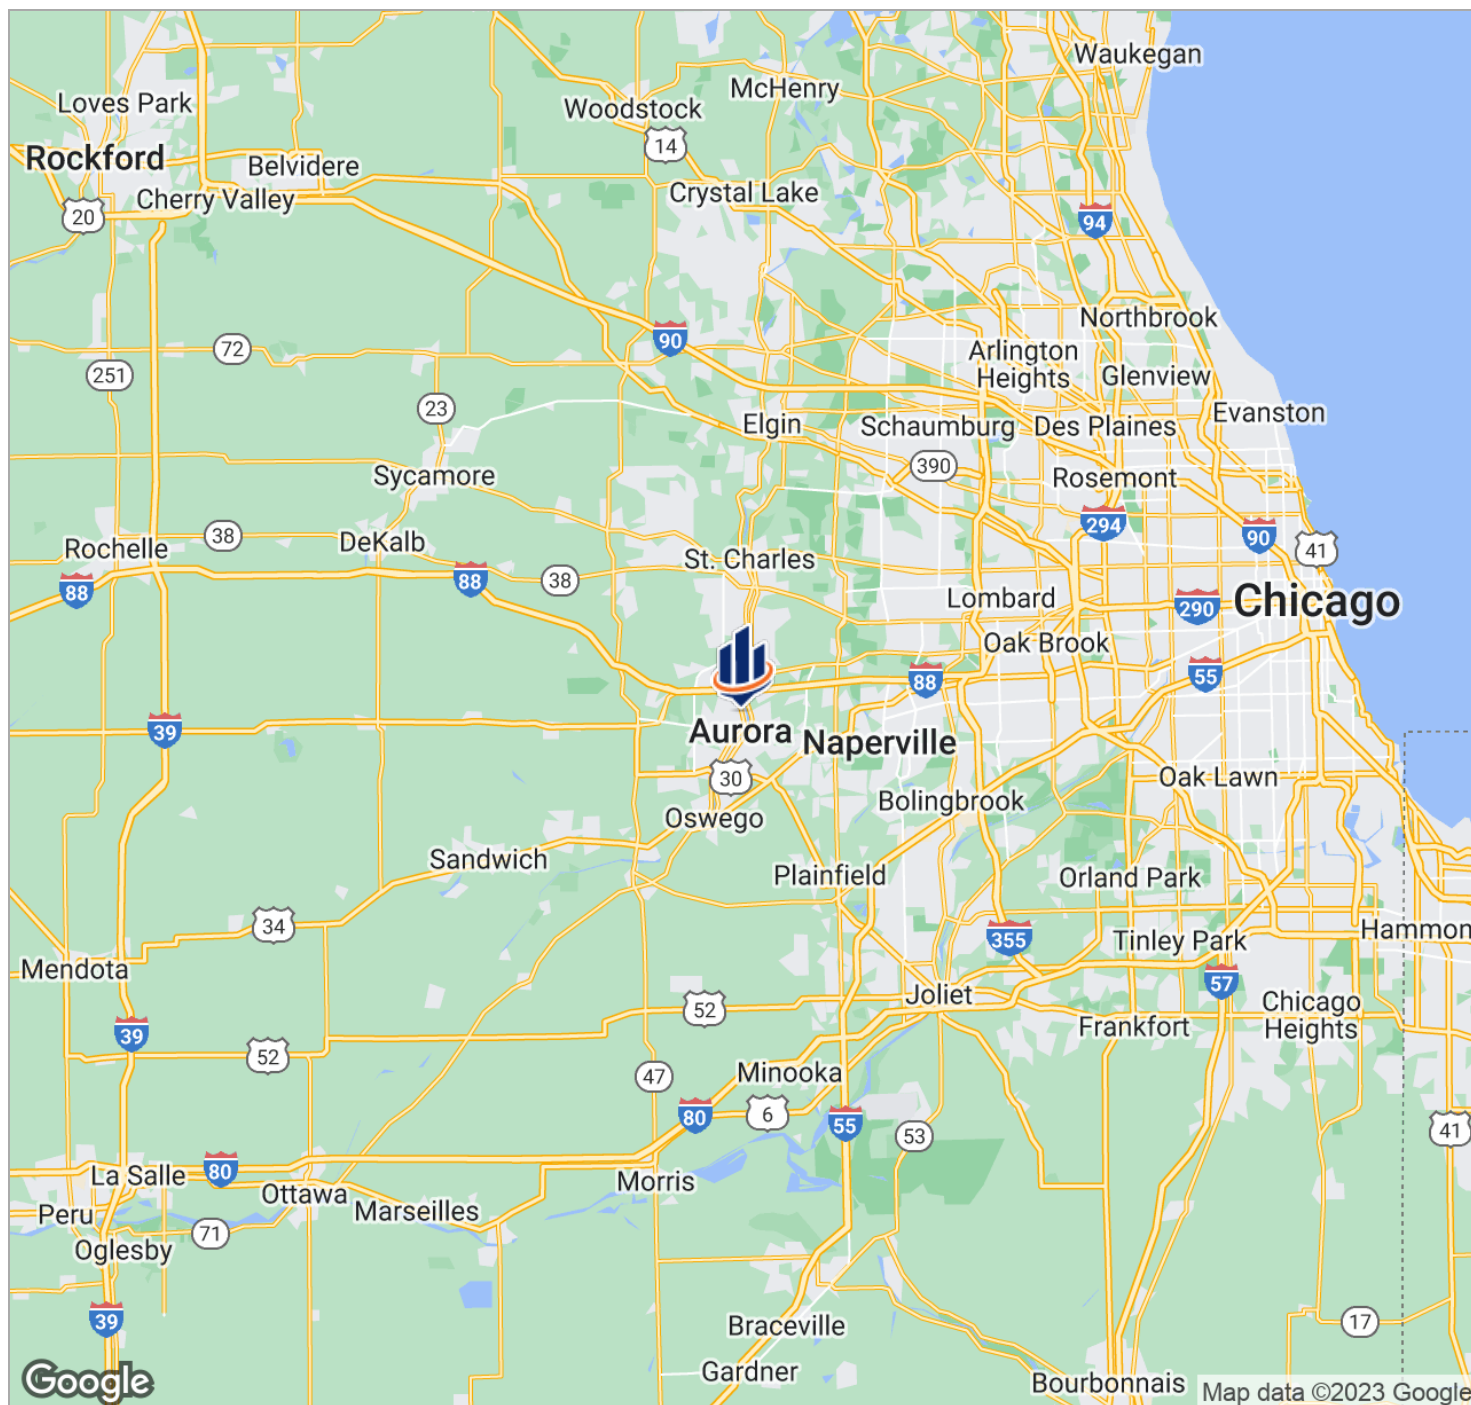 Waukegan
McHenry
Loves Park
Woodstock
14
Rockford
Belvidere
Crystal Lake
Cherry Valley
20
94
Northbrook
90
72
Arlington
Heights
251
Glenview
23
Evanston
Elgin
Schaumburg
Des Plaines
390
Sycamore
Rosemont
294
38
90
DeKalb
41
Rochelle
St. Charles
88
38
88
Lombard
Chicago
290
Oak Brook
88
55
39
Aurora
Naperville
30
Oak Lawn
Bolingbrook
Oswego
Sandwich
Plainfield
Orland Park
34
Hammon
355
Tinley Park
Mendota
57
Joliet
52
Chicago
Heights
Frankfort
39
52
Minooka
47
80
6
55
41
53
La Salle
80
Morris
Ottawa
Marseilles
Peru
71
Oglesby
39
17
Braceville
Gardner
Bourbonnais
Google
Map data ©2023 Google